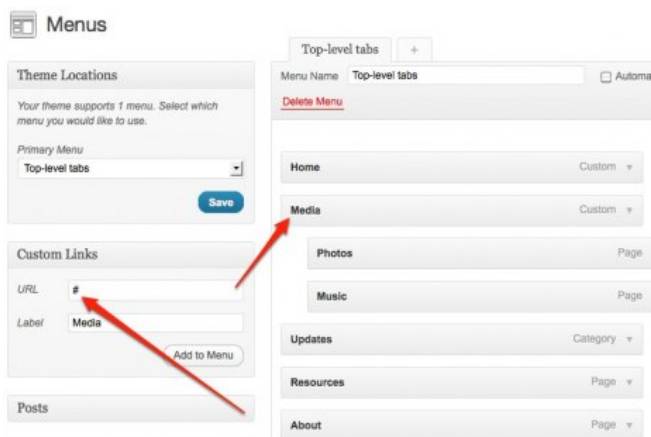 Menus
Theme Locations
Your theme supports 1 menu. Select which
menu you would like to use.
Primary Menu
Top-level tabs
Save
Custom Links
URL #
Label Media
Add to Menu
Posts
Top-level tabs +
Menu Name Top-level tabs
Automa
Delete Menu
Home Custom
Media Custom
Photos Page
Music Page
Updates Category
Resources Page
About Page